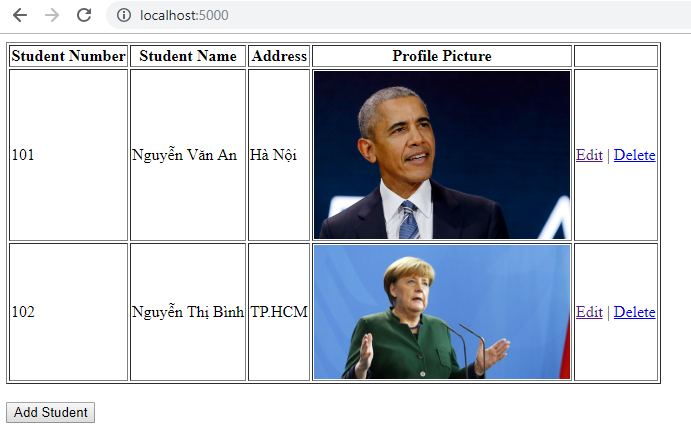 localhost:5000
Student Number Student Name Address Profile Picture
101 Nguyễn Văn An Hà Nội Edit | Delete
102 Nguyễn Thị Bình TP.HCM Edit | Delete
Add Student